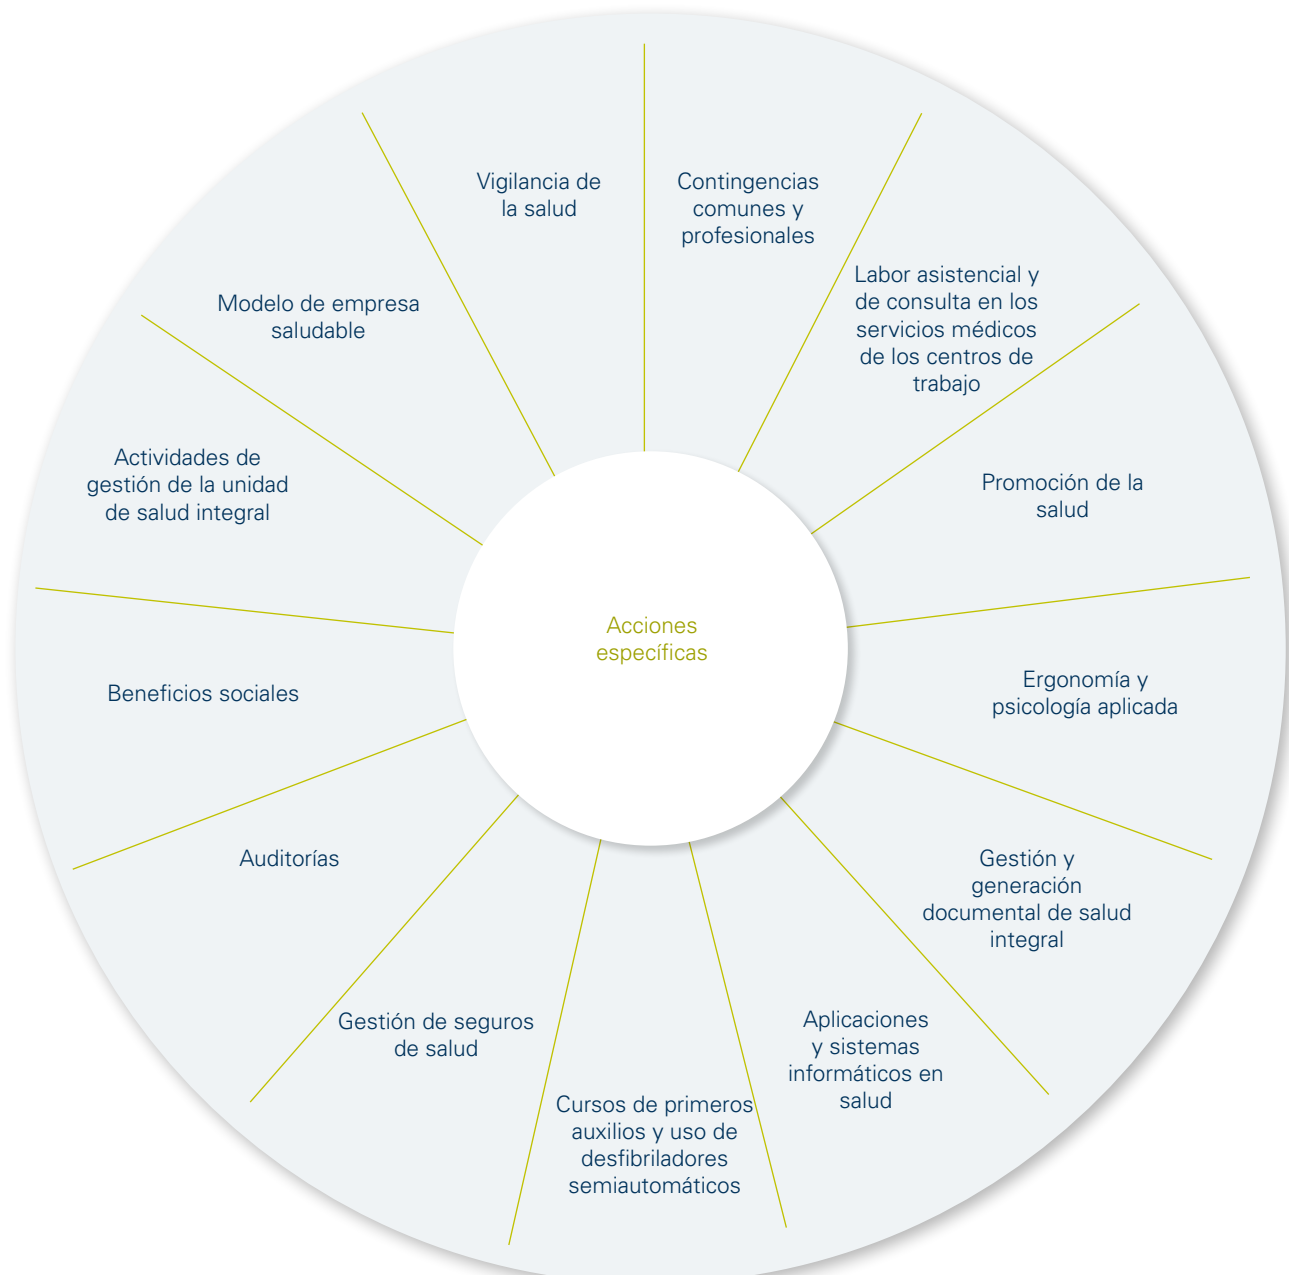 Vigilancia de
la salud
Contingencias
comunes y
profesionales
Labor asistencial y
de consulta en los
servicios médicos
de los centros de
trabajo
Promoción de la
salud
Ergonomía y
psicología aplicada
Gestión y
generación
documental de salud
integral
Aplicaciones
y sistemas
informáticos en
salud
Cursos de primeros
auxilios y uso de
desfibriladores
semiautomáticos
Gestión de seguros
de salud
Auditorías
Beneficios sociales
Actividades de
gestión de la unidad
de salud integral
Modelo de empresa
saludable
Acciones
específicas